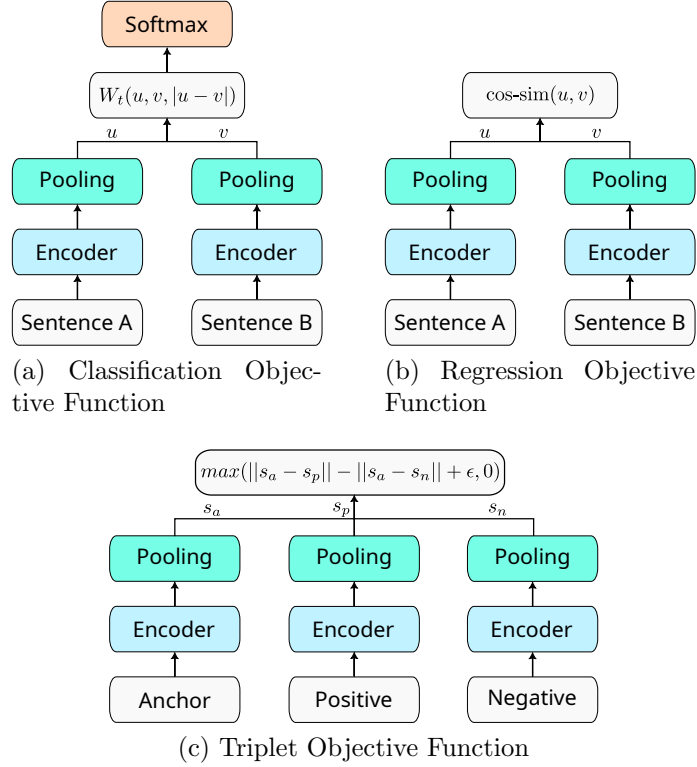 Softmax
W_t(u, v, |u − v|)
u v
Pooling Pooling
Encoder Encoder
Sentence A Sentence B
(a) Classification Objec-
tive Function
cos-sim(u, v)
u v
Pooling Pooling
Encoder Encoder
Sentence A Sentence B
(b) Regression Objective
Function
max(||s_a − s_p|| − ||s_a − s_n|| + ϵ, 0)
s_a s_p s_n
Pooling Pooling Pooling
Encoder Encoder Encoder
Anchor Positive Negative
(c) Triplet Objective Function